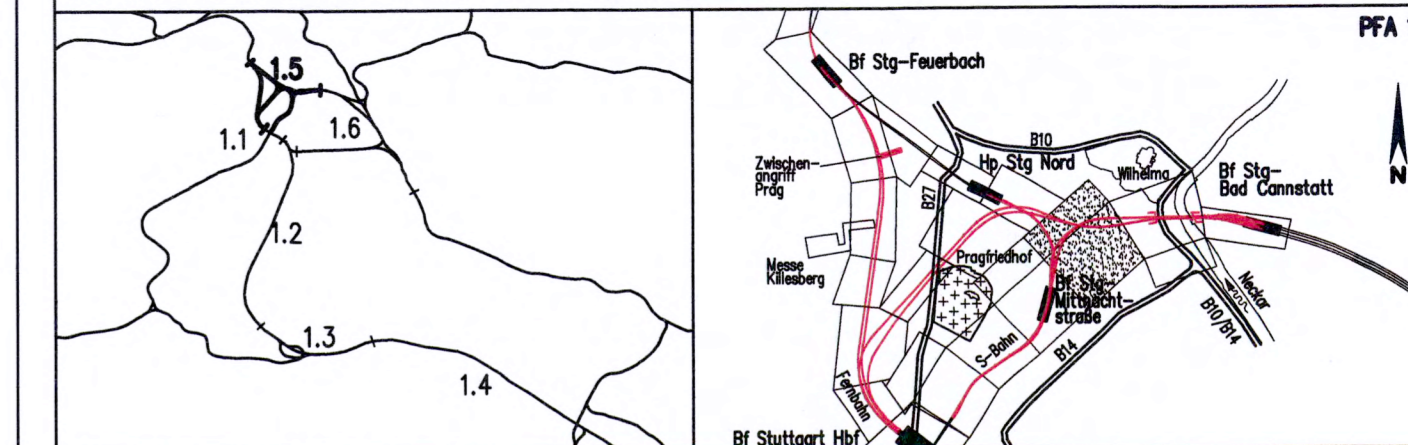 1.5
1.1
1.6
1.2
1.3
1.4
PFA
Bf Stg-Feuerbach
B10
Zwischen-
angriff
Prag
Hp Stg Nord
Wilhelma
Bf Stg-
Bad Cannstatt
N
B27
Messe
Killesberg
Pragfriedhof
Bf Stg-
Mittnacht-
straße
Neckar
B10/B14
S-Bahn
B14
Fernbahn
Bf Stuttgart Hbf